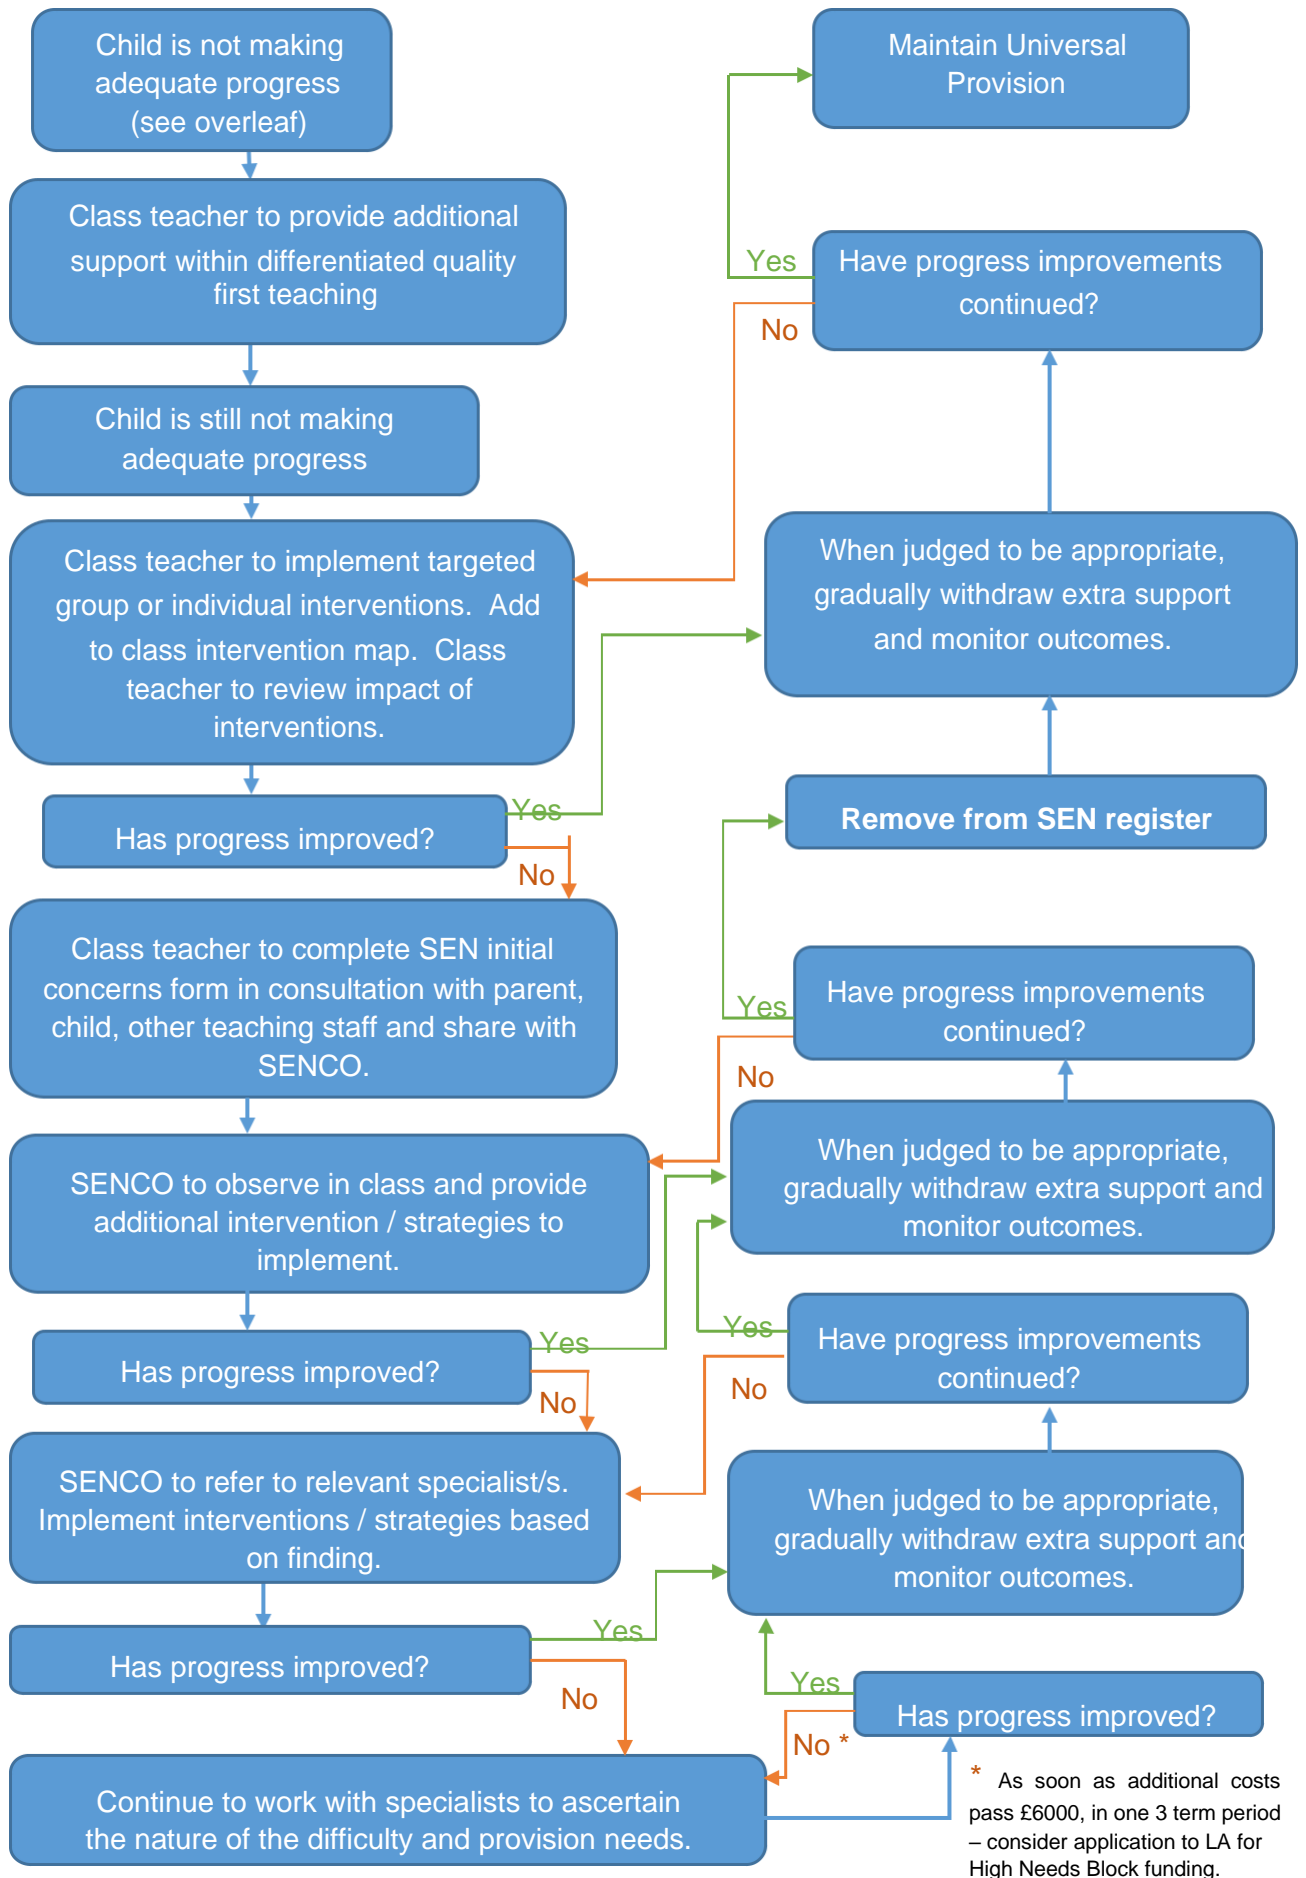 Child is not making
adequate progress
(see overleaf)
Class teacher to provide additional
support within differentiated quality
first teaching
Child is still not making
adequate progress
Class teacher to implement targeted
group or individual interventions.  Add
to class intervention map.  Class
teacher to review impact of
interventions.
Has progress improved?
Yes
No
Class teacher to complete SEN initial
concerns form in consultation with parent,
child, other teaching staff and share with
SENCO.
SENCO to observe in class and provide
additional intervention / strategies to
implement.
Has progress improved?
Yes
No
SENCO to refer to relevant specialist/s.
Implement interventions / strategies based
on finding.
Has progress improved?
Yes
No
Continue to work with specialists to ascertain
the nature of the difficulty and provision needs.
Maintain Universal
Provision
Yes
Have progress improvements
continued?
No
When judged to be appropriate,
gradually withdraw extra support
and monitor outcomes.
Remove from SEN register
Have progress improvements
continued?
Yes
No
When judged to be appropriate,
gradually withdraw extra support and
monitor outcomes.
Yes
Have progress improvements
continued?
No
When judged to be appropriate,
gradually withdraw extra support and
monitor outcomes.
Yes
Has progress improved?
No *
* As soon as additional costs
pass £6000, in one 3 term period
– consider application to LA for
High Needs Block funding.